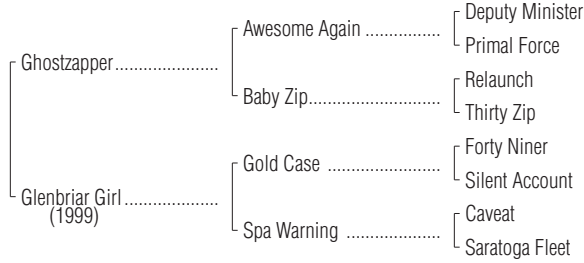 Deputy Minister
Awesome Again ..................
Primal Force
Ghostzapper.......................
Relaunch
Baby Zip.............................
Thirty Zip
Forty Niner
Gold Case ........................
Silent Account
Glenbriar Girl .....................
(1999)
Caveat
Spa Warning .....................
Saratoga Fleet